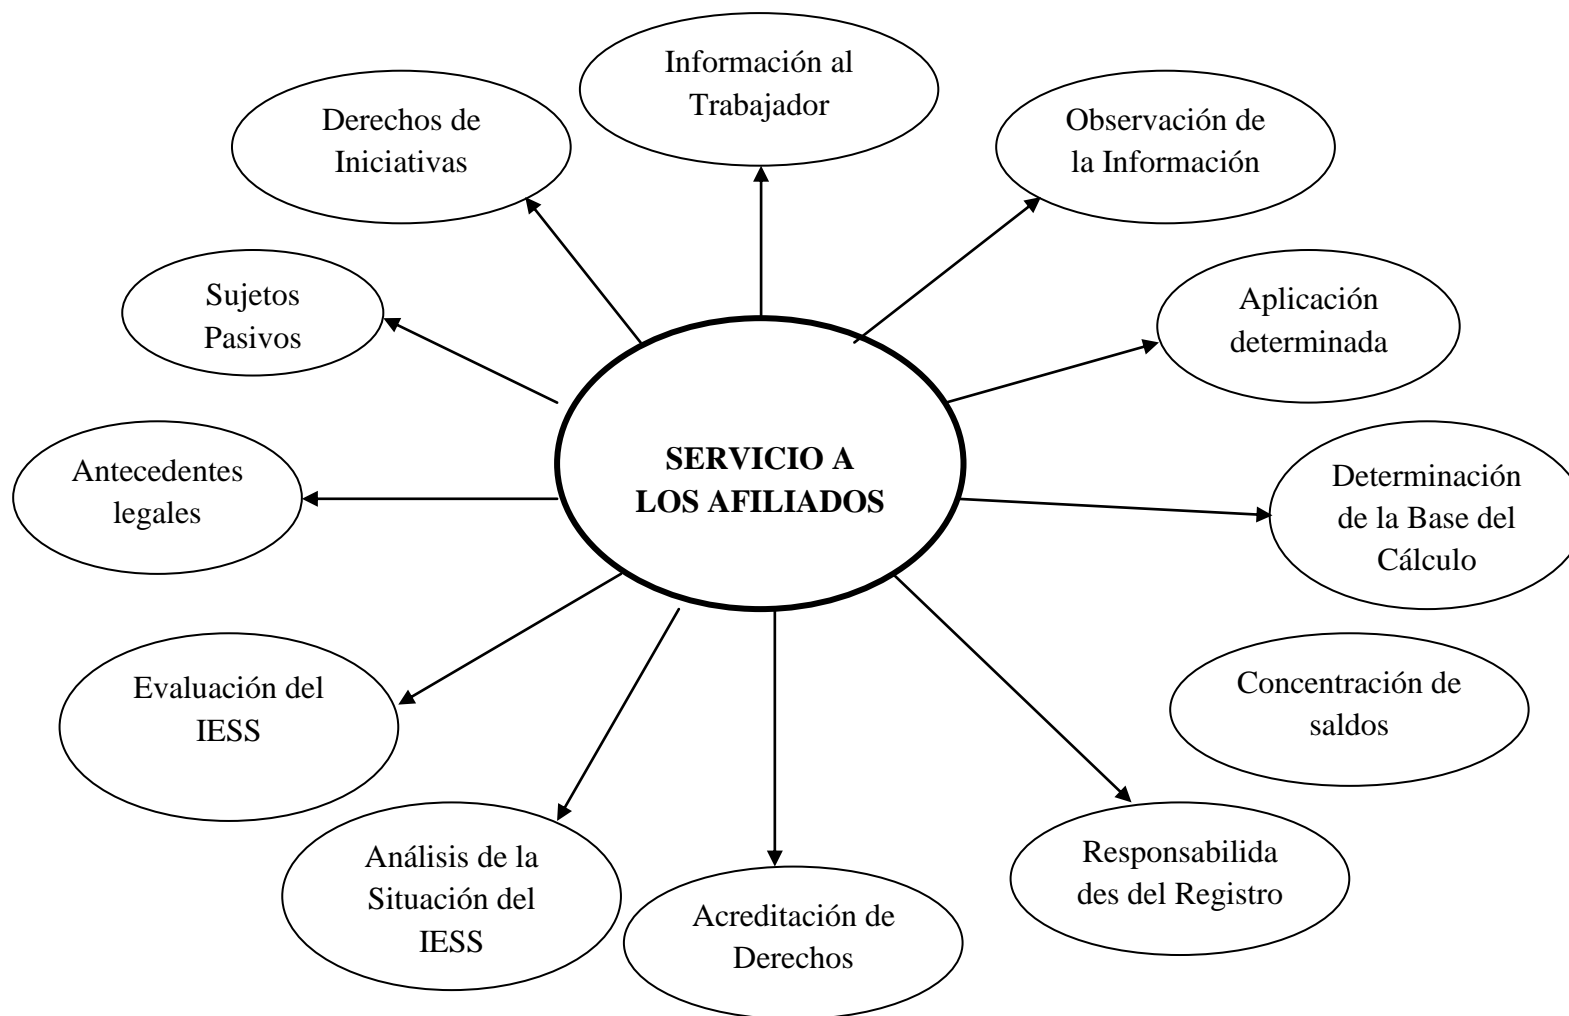 Información al
Trabajador
Derechos de
Iniciativas
Observación de
la Información
Sujetos
Pasivos
Aplicación
determinada
SERVICIO A
LOS AFILIADOS
Antecedentes
legales
Determinación
de la Base del
Cálculo
Evaluación del
IESS
Concentración de
saldos
Análisis de la
Situación del
IESS
Acreditación de
Derechos
Responsabilida
des del Registro